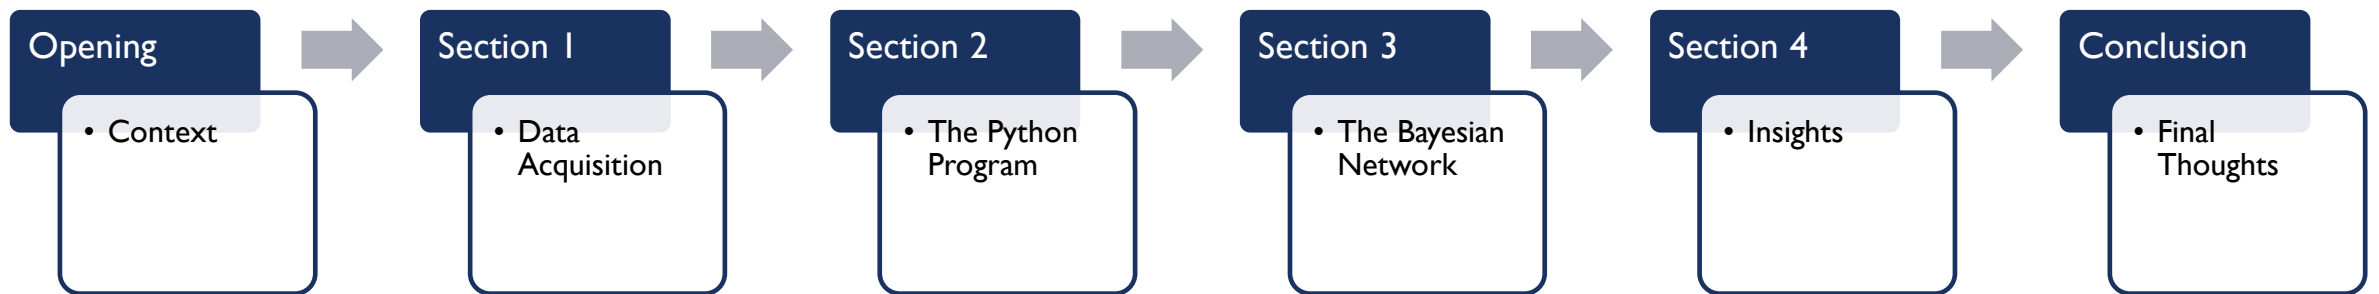 Opening
• Context
Section 1
• Data
Acquisition
Section 2
• The Python
Program
Section 3
• The Bayesian
Network
Section 4
• Insights
Conclusion
• Final
Thoughts